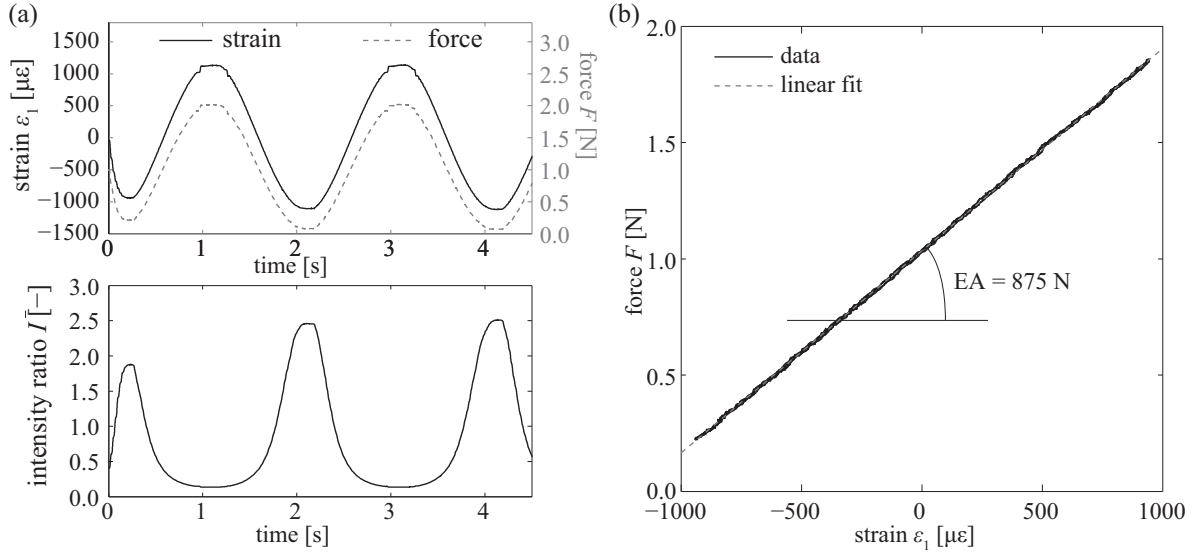 (a)
strain
force
1500
1000
500
0
−500
−1000
−1500
strain ε₁ [µε]
3.0
2.5
2.0
1.5
1.0
0.5
0.0
force F [N]
0
1
2
3
4
time [s]
3.0
2.5
2.0
1.5
1.0
0.5
0.0
intensity ratio Ī [−]
0
1
2
3
4
time [s]
(b)
data
linear fit
EA = 875 N
2.0
1.5
1.0
0.5
0.0
force F [N]
−1000
−500
0
500
1000
strain ε₁ [µε]